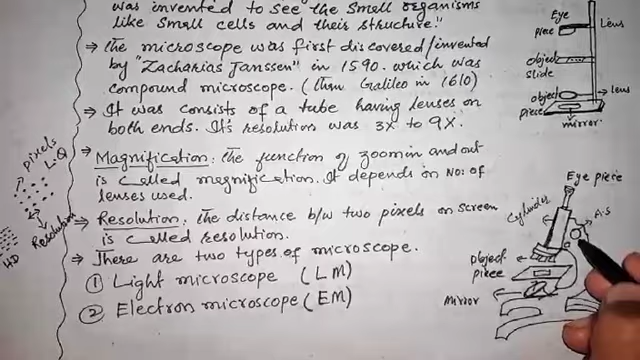 was invented to see the small organisms
like small cells and their structure."
→ The microscope was first discovered/invented
by "Zacharias Janssen" in 1590. which was
compound microscope. (then Galileo in 1610)
→ It was consists of a tube having lenses on
both ends. It's resolution was 3X to 9X.
→ Magnification: the function of zoomin and out
is called magnification. It depends on No: of
lenses used.
→ Resolution: The distance b/w two pixels on screen
is called resolution.
→ There are two types of microscope.
① Light microscope (LM)
② Electron microscope (EM)
pixels
L.Q
Resolution
HD
Eye
piece
Lens
object
slide
object
piece
lens
mirror
Eye piece
Cylinder
A.S
Object
piece
Mirror